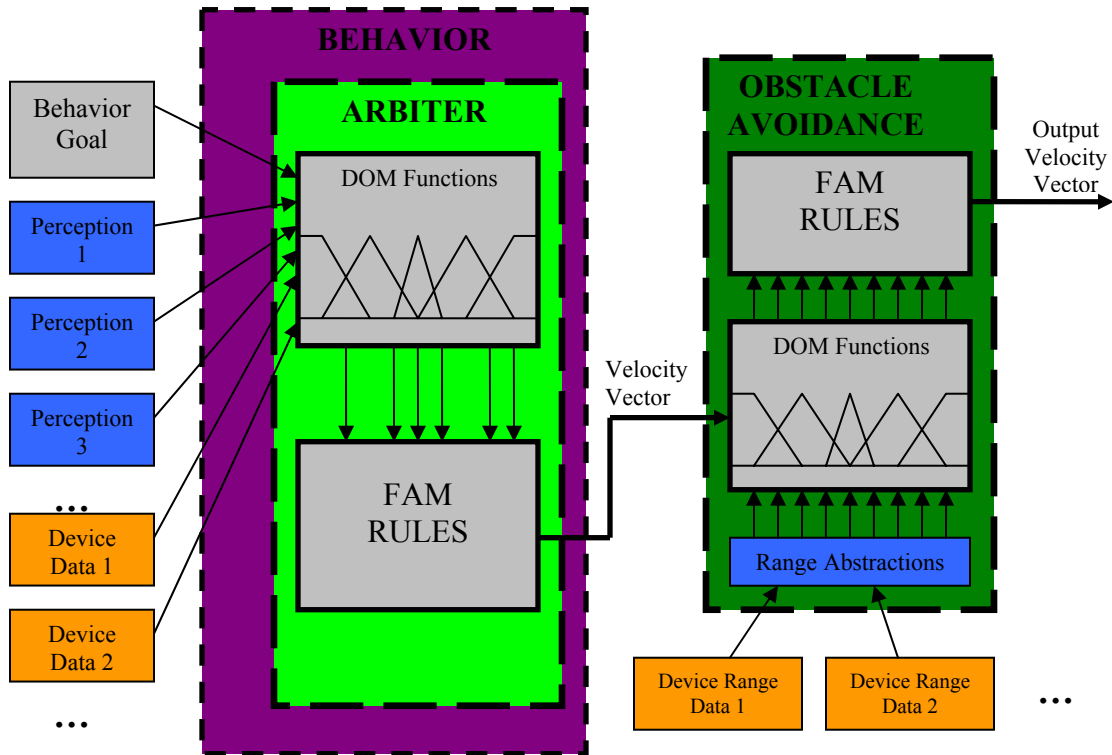 BEHAVIOR
ARBITER
Behavior
Goal
Perception
1
Perception
2
Perception
3
...
Device
Data 1
Device
Data 2
...
DOM Functions
FAM
RULES
Velocity
Vector
OBSTACLE
AVOIDANCE
FAM
RULES
Output
Velocity
Vector
DOM Functions
Range Abstractions
Device Range
Data 1
Device Range
Data 2
...